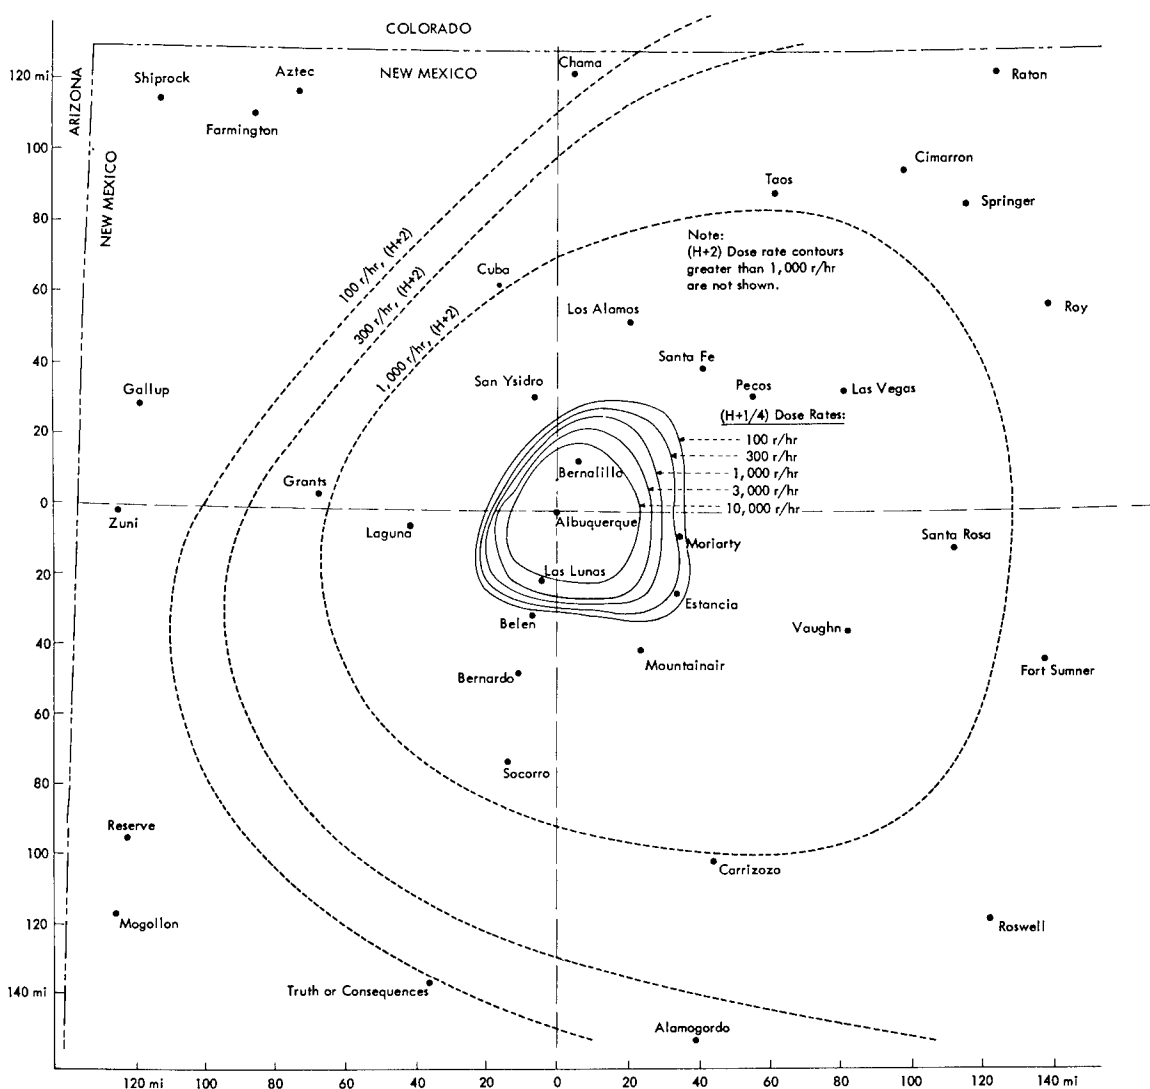 COLORADO
NEW MEXICO
ARIZONA
NEW MEXICO
120 mi
100
80
60
40
20
0
20
40
60
80
100
120
140 mi
Shiprock
Aztec
Farmington
Chama
Raton
Cimarron
Springer
Taos
Note:
(H+2) Dose rate contours
greater than 1,000 r/hr
are not shown.
100 r/hr, (H+2)
300 r/hr, (H+2)
1,000 r/hr, (H+2)
Cuba
Los Alamos
Roy
Santa Fe
Gallup
San Ysidro
Pecos
Las Vegas
(H+1/4) Dose Rates:
100 r/hr
300 r/hr
1,000 r/hr
3,000 r/hr
10,000 r/hr
Bernalillo
Grants
Zuni
Laguna
Albuquerque
Moriarty
Santa Rosa
Las Lunas
Estancia
Belen
Vaughn
Mountainair
Bernardo
Fort Sumner
Socorro
Reserve
Carrizozo
Mogollon
Roswell
Truth or Consequences
Alamogordo
120 mi
100
80
60
40
20
0
20
40
60
80
100
120
140 mi